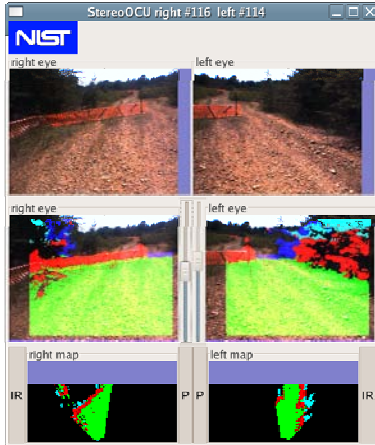 StereoOCU right #116 left #114
NIST
right eye
left eye
right eye
left eye
right map
left map
IR
P
P
IR